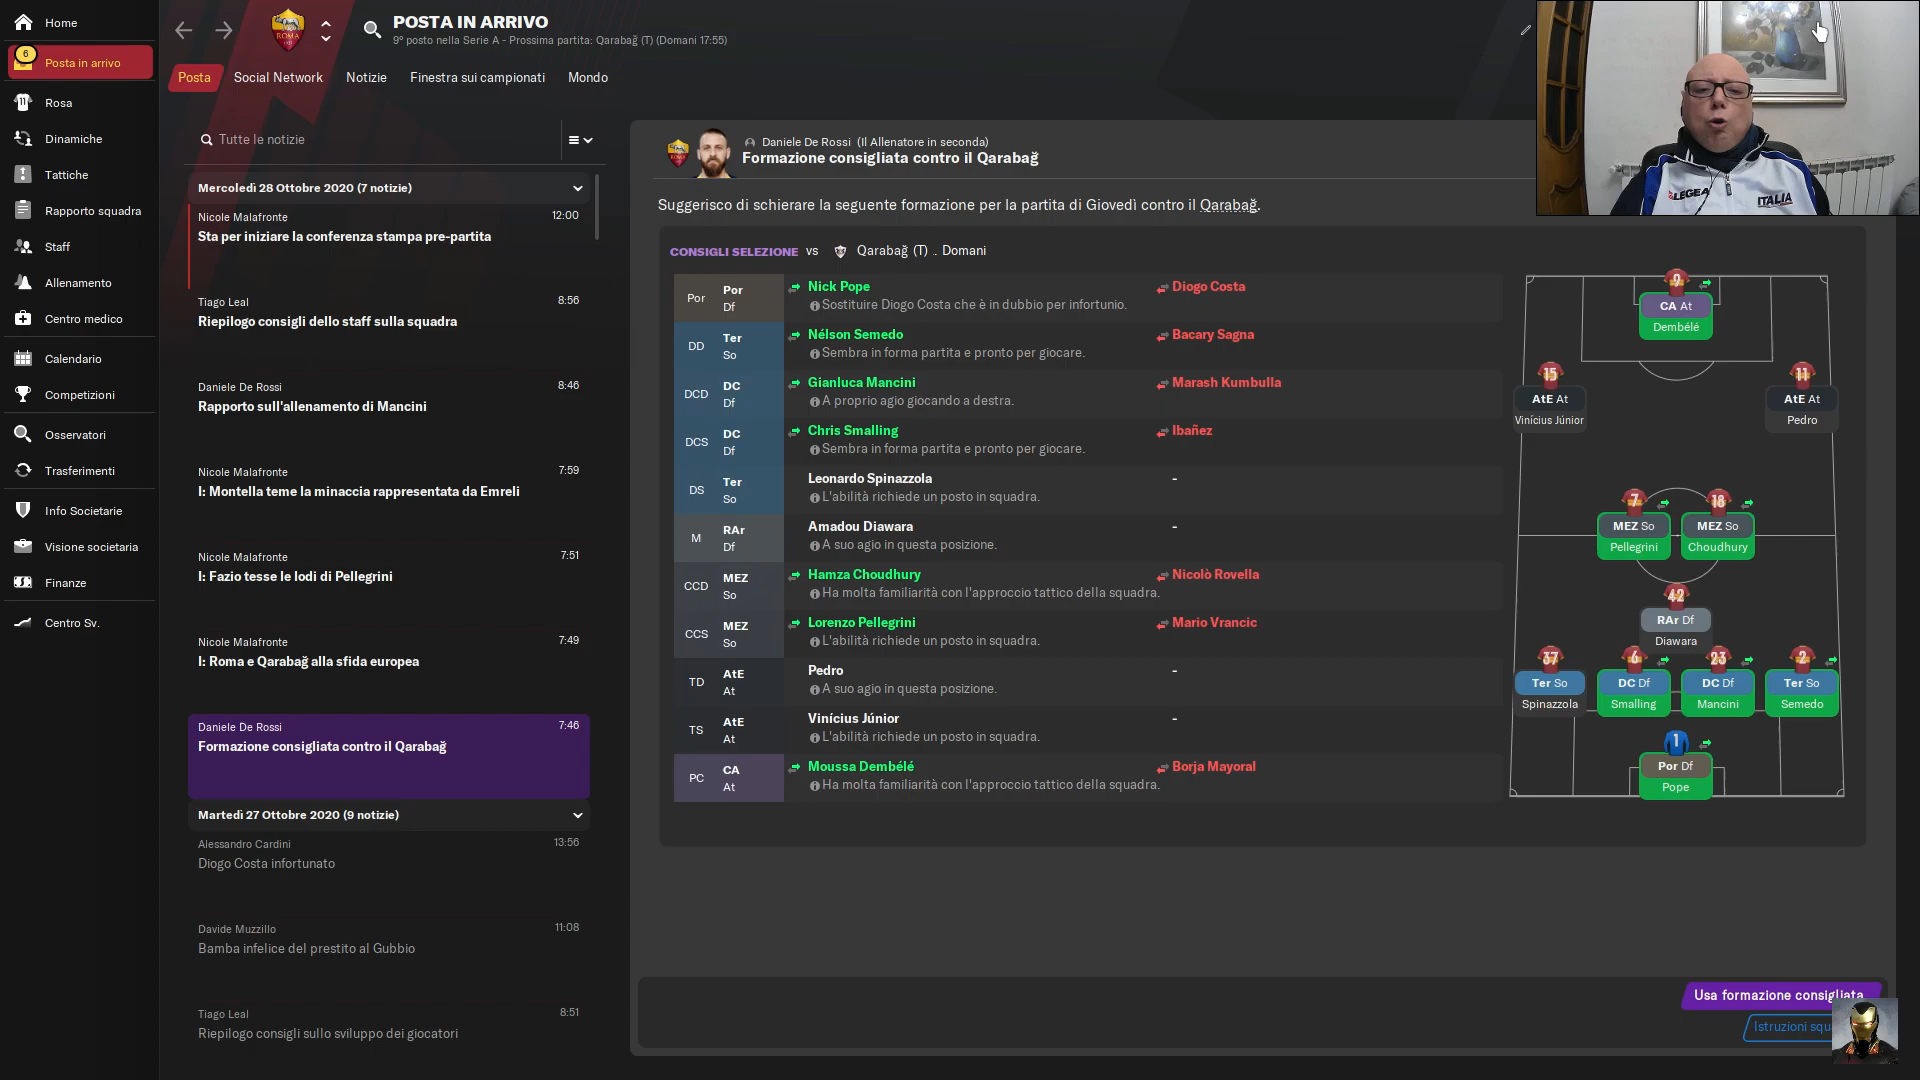 Home
6
Posta in arrivo
Rosa
Dinamiche
Tattiche
Rapporto squadra
Staff
Allenamento
Centro medico
Calendario
Competizioni
Osservatori
Trasferimenti
Info Societarie
Visione societaria
Finanze
Centro Sv.
POSTA IN ARRIVO
9° posto nella Serie A - Prossima partita: Qarabağ (T) (Domani 17:55)
Posta Social Network Notizie Finestra sui campionati Mondo
Tutte le notizie
Mercoledì 28 Ottobre 2020 (7 notizie)
Nicole Malafronte 12:00
Sta per iniziare la conferenza stampa pre-partita
Tiago Leal 8:56
Riepilogo consigli dello staff sulla squadra
Daniele De Rossi 8:46
Rapporto sull'allenamento di Mancini
Nicole Malafronte 7:59
I: Montella teme la minaccia rappresentata da Emreli
Nicole Malafronte 7:51
I: Fazio tesse le lodi di Pellegrini
Nicole Malafronte 7:49
I: Roma e Qarabağ alla sfida europea
Daniele De Rossi 7:46
Formazione consigliata contro il Qarabağ
Martedì 27 Ottobre 2020 (9 notizie)
Alessandro Cardini 13:56
Diogo Costa infortunato
Davide Muzzillo 11:08
Bamba infelice del prestito al Gubbio
Tiago Leal 8:51
Riepilogo consigli sullo sviluppo dei giocatori
Daniele De Rossi (Il Allenatore in seconda)
Formazione consigliata contro il Qarabağ
Suggerisco di schierare la seguente formazione per la partita di Giovedì contro il Qarabağ.
CONSIGLI SELEZIONE vs Qarabağ (T) .. Domani
Por Por Df Nick Pope Diogo Costa
Sostituire Diogo Costa che è in dubbio per infortunio.
DD Ter So Nélson Semedo Bacary Sagna
Sembra in forma partita e pronto per giocare.
DCD DC Df Gianluca Mancini Marash Kumbulla
A proprio agio giocando a destra.
DCS DC Df Chris Smalling Ibañez
Sembra in forma partita e pronto per giocare.
DS Ter So Leonardo Spinazzola -
L'abilità richiede un posto in squadra.
M RAr Df Amadou Diawara -
A suo agio in questa posizione.
CCD MEZ So Hamza Choudhury Nicolò Rovella
Ha molta familiarità con l'approccio tattico della squadra.
CCS MEZ So Lorenzo Pellegrini Mario Vrancic
L'abilità richiede un posto in squadra.
TD AtE At Pedro -
A suo agio in questa posizione.
TS AtE At Vinícius Júnior -
L'abilità richiede un posto in squadra.
PC CA At Moussa Dembélé Borja Mayoral
Ha molta familiarità con l'approccio tattico della squadra.
9
CA At
Dembélé
15 11
AtE At AtE At
Vinícius Júnior Pedro
7 18
MEZ So MEZ So
Pellegrini Choudhury
42
RAr Df
Diawara
37 6 23 2
Ter So DC Df DC Df Ter So
Spinazzola Smalling Mancini Semedo
1
Por Df
Pope
Usa formazione consigliata
Istruzioni squ
LEGEA
ITALIA
ROMA